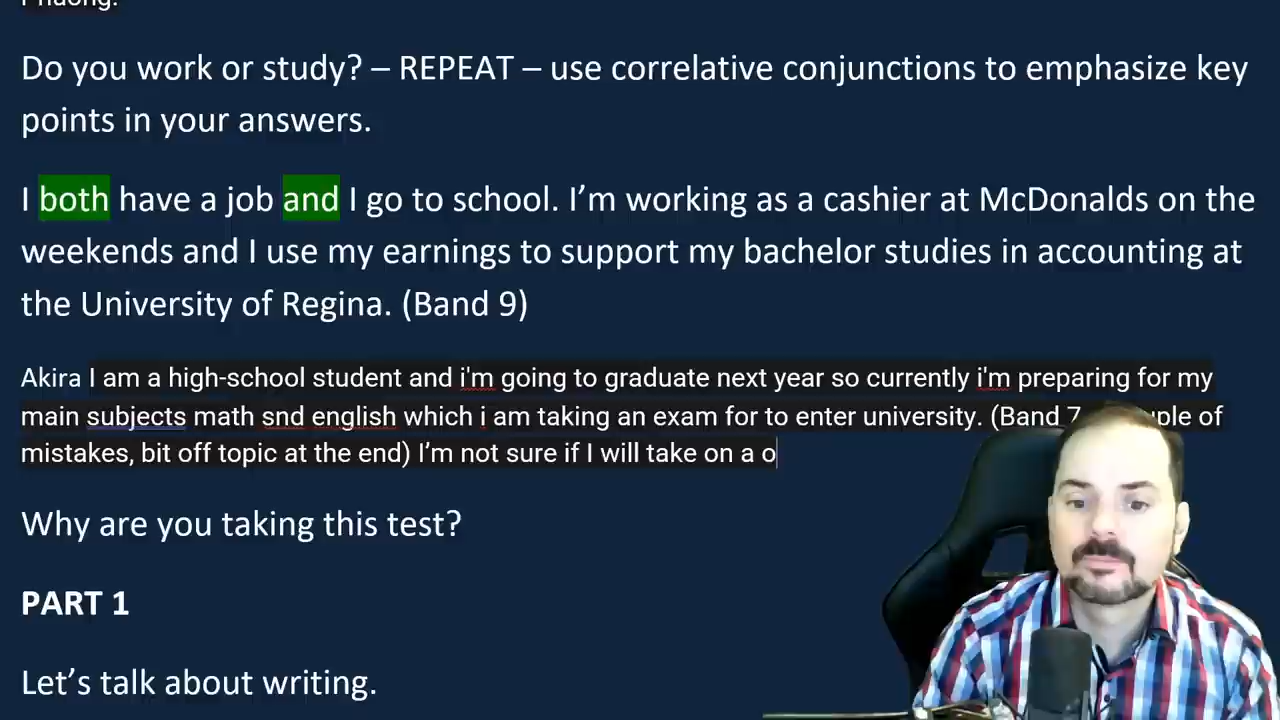 Do you work or study? – REPEAT – use correlative conjunctions to emphasize key
points in your answers.
I both have a job and I go to school. I’m working as a cashier at McDonalds on the
weekends and I use my earnings to support my bachelor studies in accounting at
the University of Regina. (Band 9)
Akira I am a high-school student and i'm going to graduate next year so currently i'm preparing for my
main subjects math snd english which i am taking an exam for to enter university. (Band 7 of
mistakes, bit off topic at the end) I’m not sure if I will take on a o
Why are you taking this test?
PART 1
Let’s talk about writing.